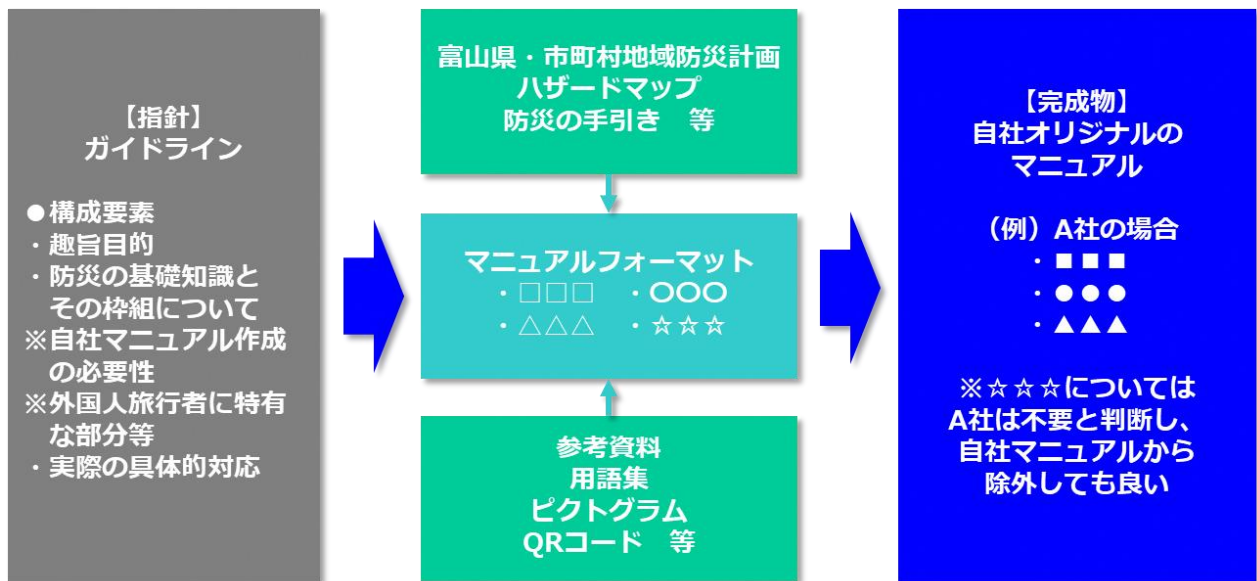 【指針】
ガイドライン
●構成要素
・趣旨目的
・防災の基礎知識と
その枠組について
※自社マニュアル作成
の必要性
※外国人旅行者に特有
な部分等
・実際の具体的対応
富山県・市町村地域防災計画
ハザードマップ
防災の手引き　等
マニュアルフォーマット
・□□□　・○○○
・△△△　・☆☆☆
参考資料
用語集
ピクトグラム
QRコード　等
【完成物】
自社オリジナルの
マニュアル
（例）A社の場合
・■■■
・●●●
・▲▲▲
※☆☆☆については
A社は不要と判断し、
自社マニュアルから
除外しても良い